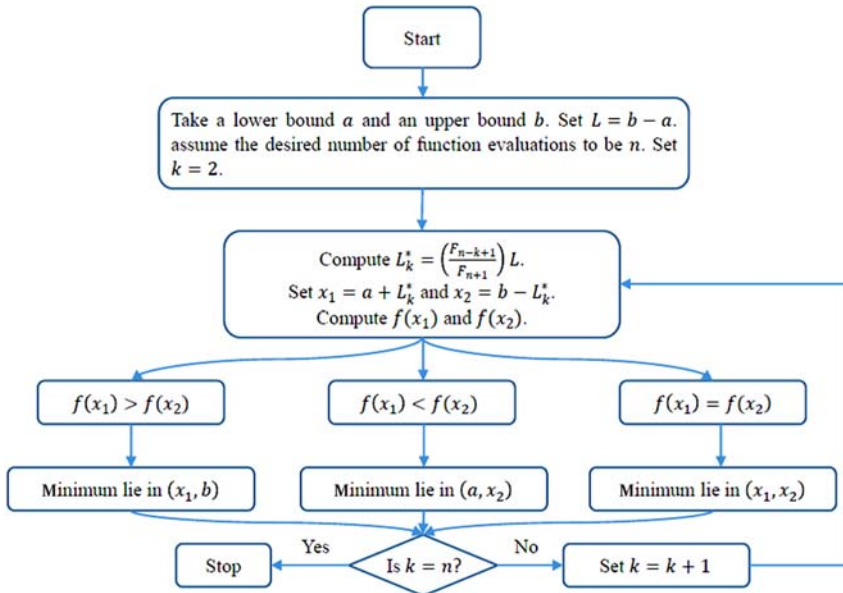 Start
Take a lower bound 𝑎 and an upper bound 𝑏. Set 𝐿 = 𝑏 − 𝑎.
assume the desired number of function evaluations to be 𝑛. Set
𝑘 = 2.
Compute 𝐿*ₖ = (𝐹ₙ₋ₖ₊₁/𝐹ₙ₊₁) 𝐿.
Set 𝑥₁ = 𝑎 + 𝐿*ₖ and 𝑥₂ = 𝑏 − 𝐿*ₖ.
Compute 𝑓(𝑥₁) and 𝑓(𝑥₂).
𝑓(𝑥₁) > 𝑓(𝑥₂)
𝑓(𝑥₁) < 𝑓(𝑥₂)
𝑓(𝑥₁) = 𝑓(𝑥₂)
Minimum lie in (𝑥₁, 𝑏)
Minimum lie in (𝑎, 𝑥₂)
Minimum lie in (𝑥₁, 𝑥₂)
Stop
Yes
Is 𝑘 = 𝑛?
No
Set 𝑘 = 𝑘 + 1